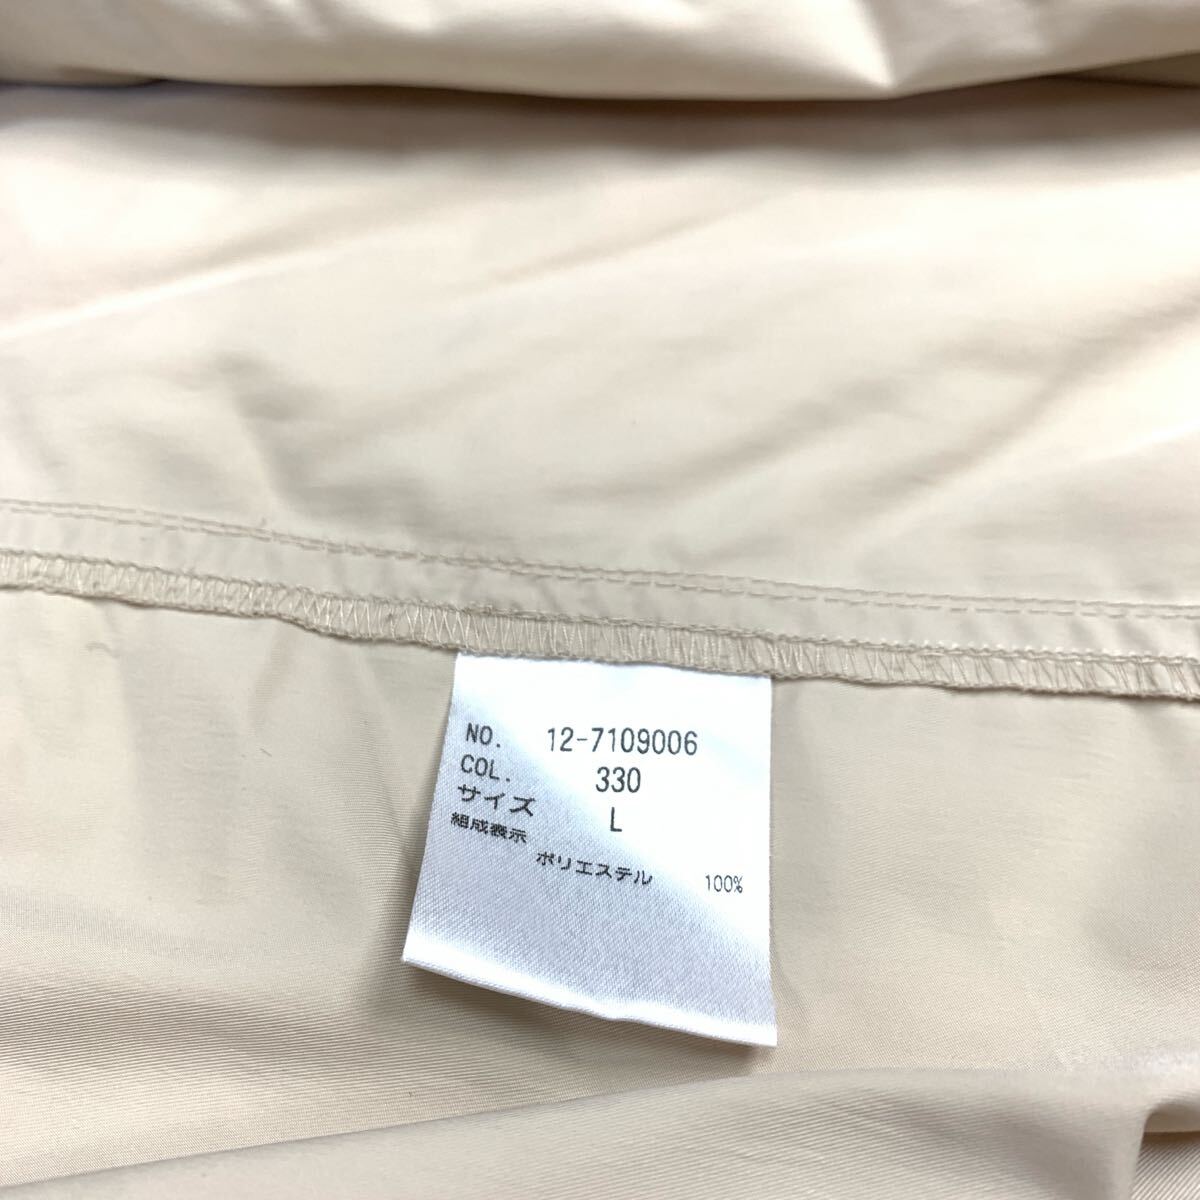 NO. 12-7109006
COL. 330
サイズ L
組成表示
ポリエステル 100%